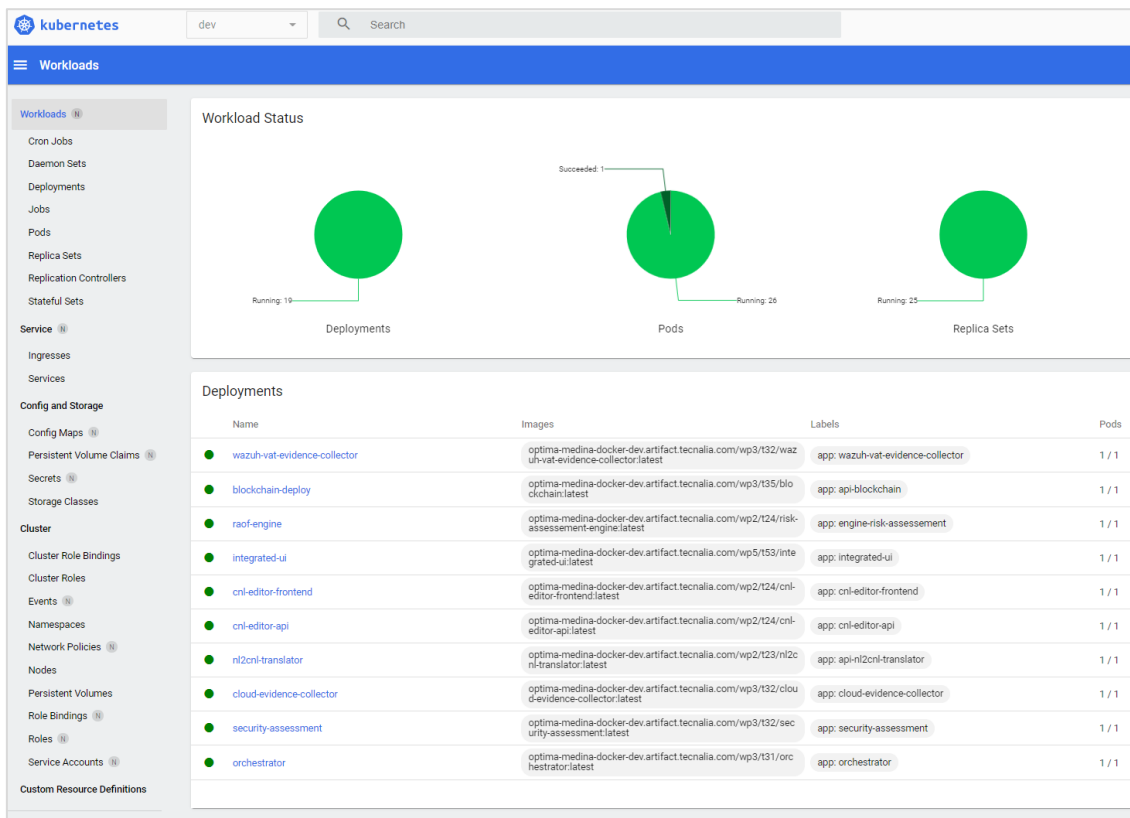 kubernetes
dev
Search
Workloads
Workloads N
Cron Jobs
Daemon Sets
Deployments
Jobs
Pods
Replica Sets
Replication Controllers
Stateful Sets
Service N
Ingresses
Services
Config and Storage
Config Maps N
Persistent Volume Claims N
Secrets N
Storage Classes
Cluster
Cluster Role Bindings
Cluster Roles
Events N
Namespaces
Network Policies N
Nodes
Persistent Volumes
Role Bindings N
Roles N
Service Accounts N
Custom Resource Definitions
Workload Status
Succeeded: 1
Running: 19
Running: 26
Running: 25
Deployments
Pods
Replica Sets
Deployments
Name Images Labels Pods
wazuh-vat-evidence-collector
optima-medina-docker-dev.artifact.tecnalia.com/wp3/t32/waz
uh-vat-evidence-collector:latest
app: wazuh-vat-evidence-collector
1 / 1
blockchain-deploy
optima-medina-docker-dev.artifact.tecnalia.com/wp3/t35/blo
ckchain:latest
app: api-blockchain
1 / 1
raof-engine
optima-medina-docker-dev.artifact.tecnalia.com/wp2/t24/risk-
assessement-engine:latest
app: engine-risk-assessement
1 / 1
integrated-ui
optima-medina-docker-dev.artifact.tecnalia.com/wp5/t53/inte
grated-ui:latest
app: integrated-ui
1 / 1
cnl-editor-frontend
optima-medina-docker-dev.artifact.tecnalia.com/wp2/t24/cnl-
editor-frontend:latest
app: cnl-editor-frontend
1 / 1
cnl-editor-api
optima-medina-docker-dev.artifact.tecnalia.com/wp2/t24/cnl-
editor-api:latest
app: cnl-editor-api
1 / 1
nl2cnl-translator
optima-medina-docker-dev.artifact.tecnalia.com/wp2/t23/nl2c
nl-translator:latest
app: api-nl2cnl-translator
1 / 1
cloud-evidence-collector
optima-medina-docker-dev.artifact.tecnalia.com/wp3/t32/clou
d-evidence-collector:latest
app: cloud-evidence-collector
1 / 1
security-assessment
optima-medina-docker-dev.artifact.tecnalia.com/wp3/t32/sec
urity-assessment:latest
app: security-assessment
1 / 1
orchestrator
optima-medina-docker-dev.artifact.tecnalia.com/wp3/t31/orc
hestrator:latest
app: orchestrator
1 / 1